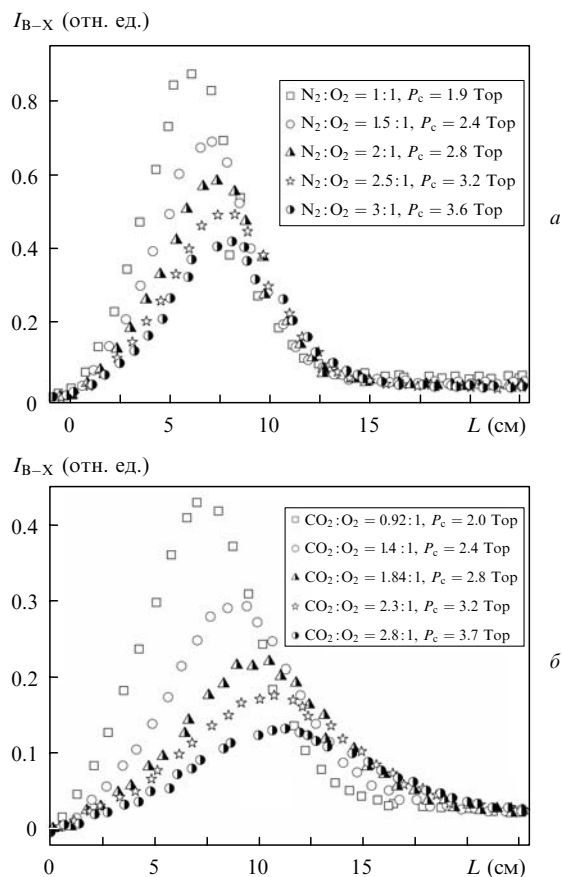 I_B–X (отн. ед.)
0.8
0.6
0.4
0.2
0
N₂:O₂ = 1:1, P_c = 1.9 Тор
N₂:O₂ = 1.5:1, P_c = 2.4 Тор
N₂:O₂ = 2:1, P_c = 2.8 Тор
N₂:O₂ = 2.5:1, P_c = 3.2 Тор
N₂:O₂ = 3:1, P_c = 3.6 Тор
а
0 5 10 15 L (см)
I_B–X (отн. ед.)
0.4
0.3
0.2
0.1
0
CO₂:O₂ = 0.92:1, P_c = 2.0 Тор
CO₂:O₂ = 1.4:1, P_c = 2.4 Тор
CO₂:O₂ = 1.84:1, P_c = 2.8 Тор
CO₂:O₂ = 2.3:1, P_c = 3.2 Тор
CO₂:O₂ = 2.8:1, P_c = 3.7 Тор
б
0 5 10 15 L (см)